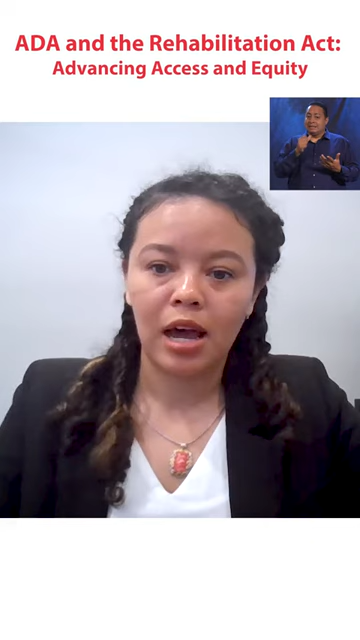 ADA and the Rehabilitation Act:
Advancing Access and Equity